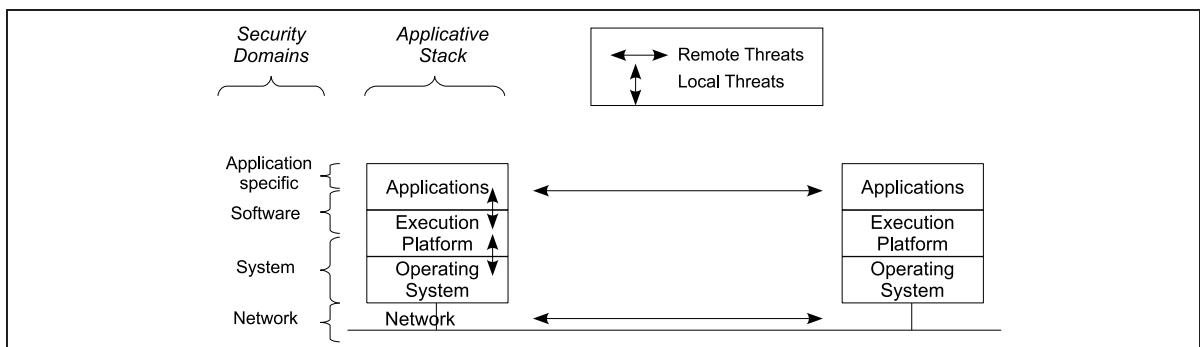 Security
Domains
Applicative
Stack
Remote Threats
Local Threats
Application
specific
Software
System
Network
Applications
Execution
Platform
Operating
System
Network
Applications
Execution
Platform
Operating
System